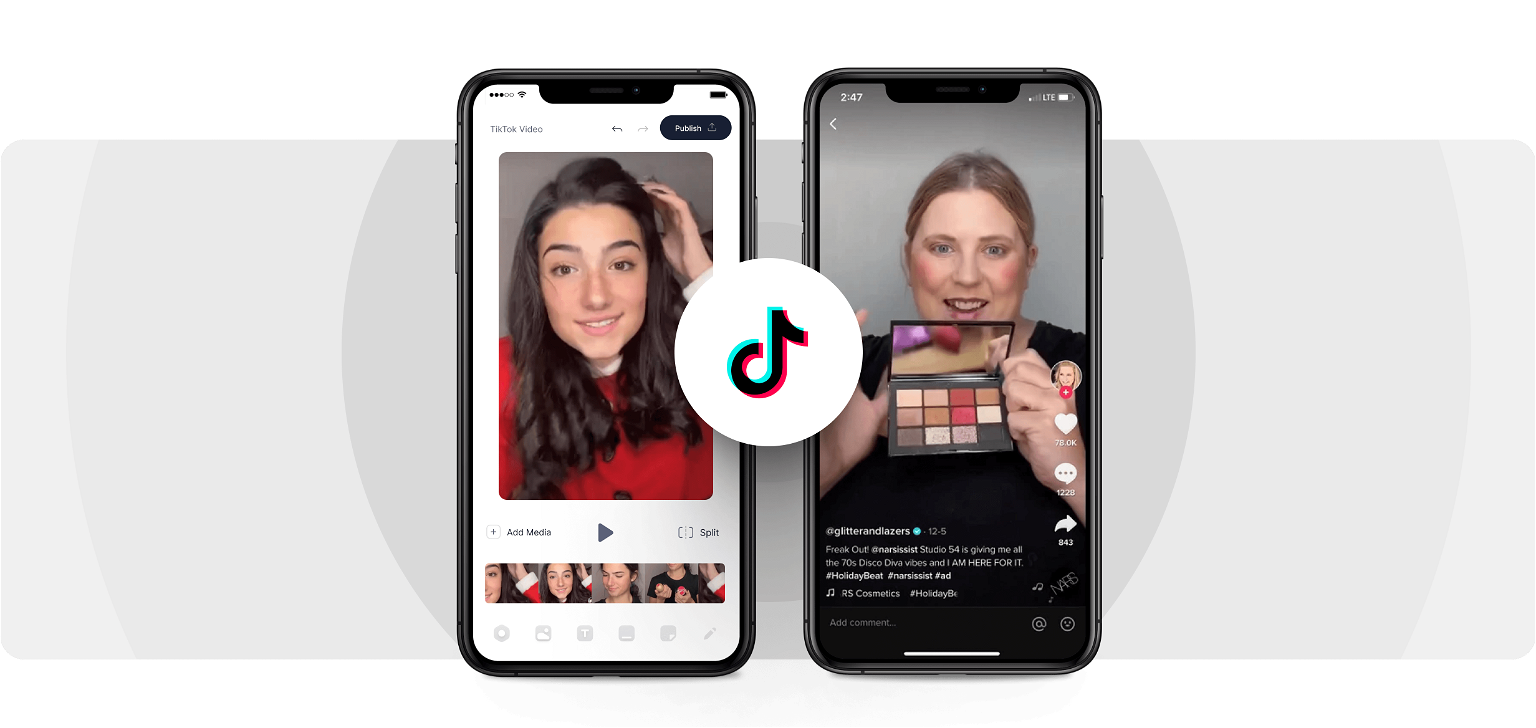 TikTok Video
Publish
Add Media
Split
2:47
LTE
78.0K
1228
843
@glitterandlazers · 12-5
Freak Out! @narsissist Studio 54 is giving me all
the 70s Disco Diva vibes and I AM HERE FOR IT.
#HolidayBeat #narsissist #ad
RS Cosmetics #HolidayBe
NARS
Add comment...